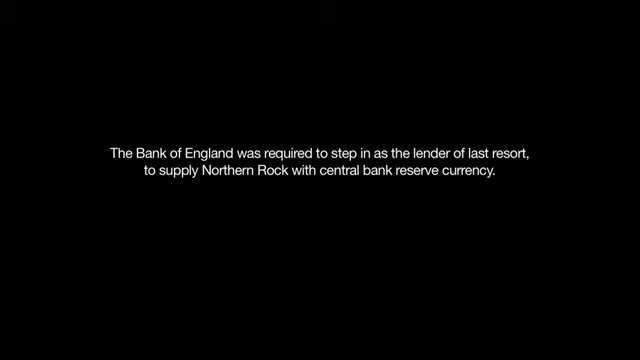 The Bank of England was required to step in as the lender of last resort,
to supply Northern Rock with central bank reserve currency.